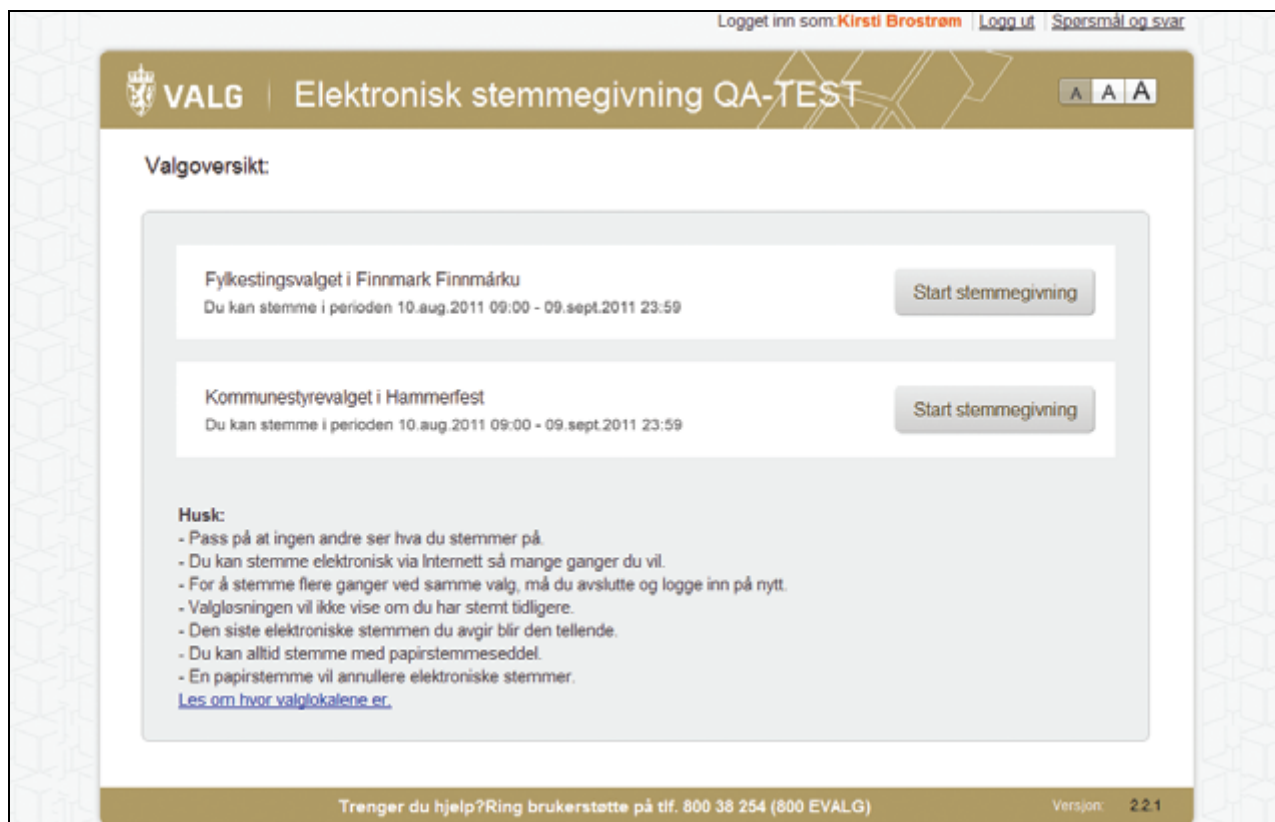 Logget inn som:Kirsti Brostrøm Logg ut Spørsmål og svar
VALG Elektronisk stemmegivning QA-TEST A A A
Valgoversikt:
Fylkestingsvalget i Finnmark Finnmárku
Du kan stemme i perioden 10.aug.2011 09:00 - 09.sept.2011 23:59
Start stemmegivning
Kommunestyrevalget i Hammerfest
Du kan stemme i perioden 10.aug.2011 09:00 - 09.sept.2011 23:59
Start stemmegivning
Husk:
- Pass på at ingen andre ser hva du stemmer på.
- Du kan stemme elektronisk via Internett så mange ganger du vil.
- For å stemme flere ganger ved samme valg, må du avslutte og logge inn på nytt.
- Valgløsningen vil ikke vise om du har stemt tidligere.
- Den siste elektroniske stemmen du avgir blir den tellende.
- Du kan alltid stemme med papirstemmeseddel.
- En papirstemme vil annullere elektroniske stemmer.
Les om hvor valglokalene er.
Trenger du hjelp?Ring brukerstøtte på tlf. 800 38 254 (800 EVALG) Versjon: 2.2.1